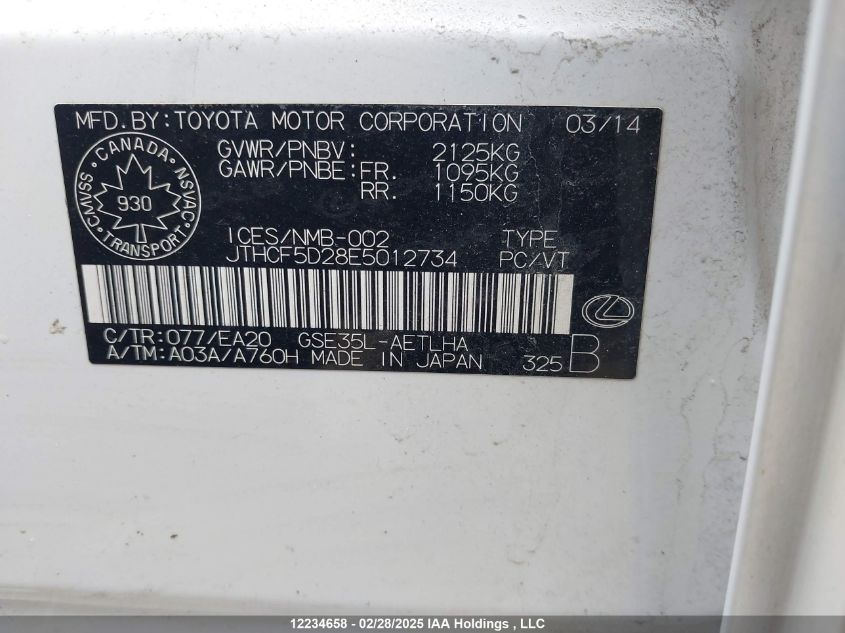 MFD.BY:TOYOTA MOTOR CORPORATION 03/14
GVWR/PNBV: 2125KG
GAWR/PNBE:FR. 1095KG
RR. 1150KG
CANADA
CMVSS NSVAC
930
TRANSPORT
ICES/NMB-002 TYPE
JTHCF5D28E5012734 PC/VT
C/TR:077/EA20 GSE35L-AETLHA
A/TM:A03A/A760H MADE IN JAPAN 325 B
12234658 - 02/28/2025 IAA Holdings , LLC